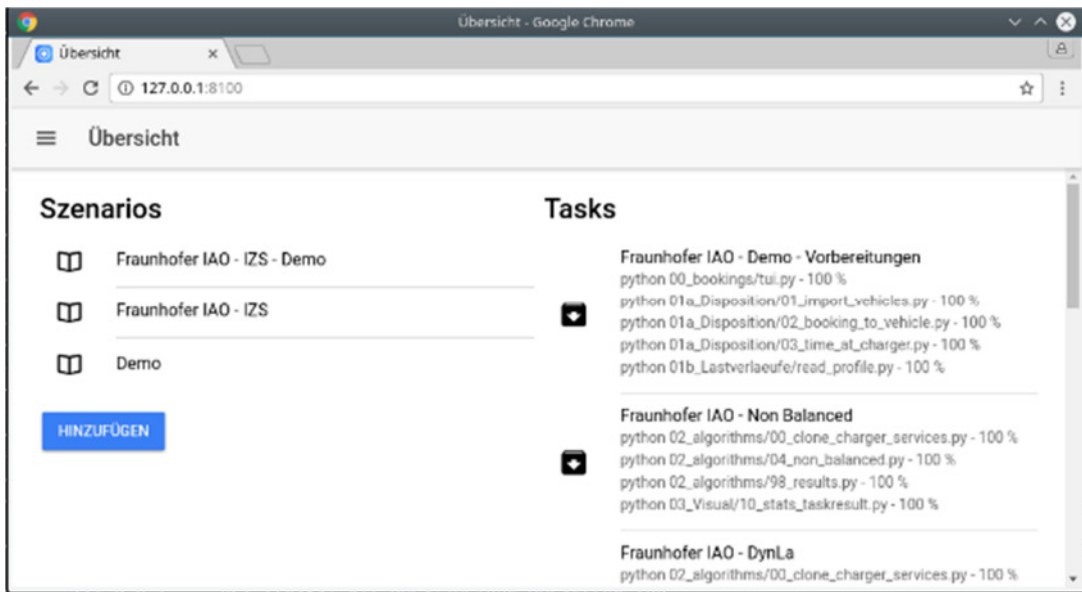 Übersicht - Google Chrome
Übersicht
127.0.0.1:8100
Übersicht
Szenarios
Fraunhofer IAO - IZS - Demo
Fraunhofer IAO - IZS
Demo
HINZUFÜGEN
Tasks
Fraunhofer IAO - Demo - Vorbereitungen
python 00_bookings/tui.py - 100 %
python 01a_Disposition/01_import_vehicles.py - 100 %
python 01a_Disposition/02_booking_to_vehicle.py - 100 %
python 01a_Disposition/03_time_at_charger.py - 100 %
python 01b_Lastverlaeufe/read_profile.py - 100 %
Fraunhofer IAO - Non Balanced
python 02_algorithms/00_clone_charger_services.py - 100 %
python 02_algorithms/04_non_balanced.py - 100 %
python 02_algorithms/98_results.py - 100 %
python 03_Visual/10_stats_taskresult.py - 100 %
Fraunhofer IAO - DynLa
python 02_algorithms/00_clone_charger_services.py - 100 %